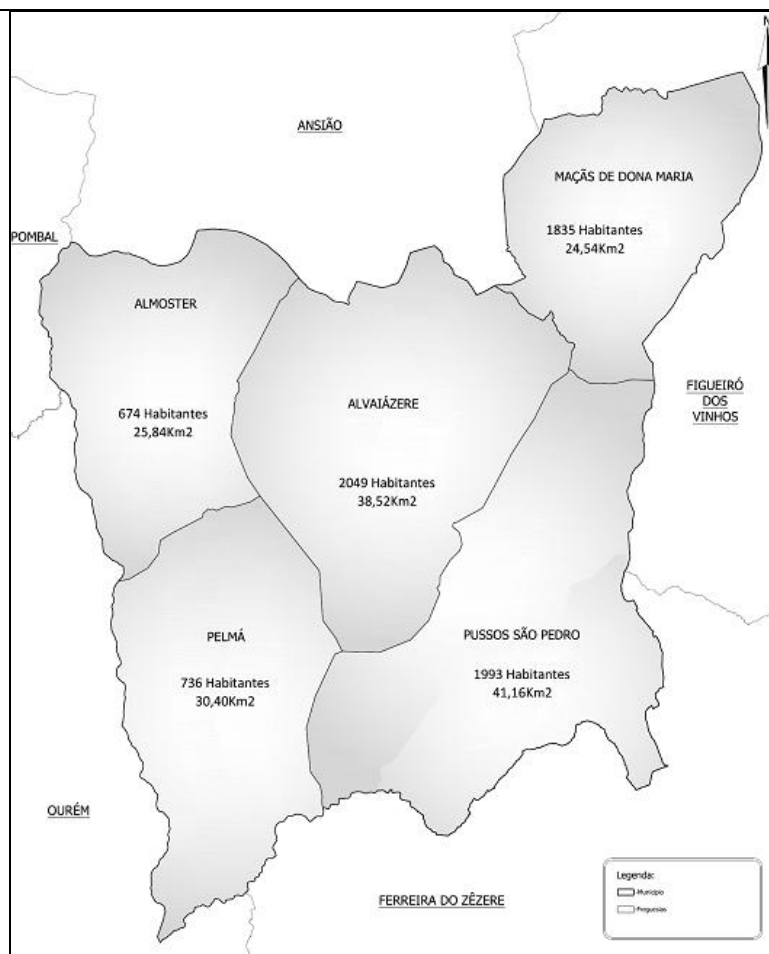 N
ANSIÃO
MAÇÃS DE DONA MARIA
1835 Habitantes
24,54Km2
POMBAL
ALMOSTER
674 Habitantes
25,84Km2
ALVAIÁZERE
2049 Habitantes
38,52Km2
FIGUEIRÓ
DOS
VINHOS
PELMÁ
736 Habitantes
30,40Km2
PUSSOS SÃO PEDRO
1993 Habitantes
41,16Km2
OURÉM
FERREIRA DO ZÊZERE
Legenda:
Município
Freguesias